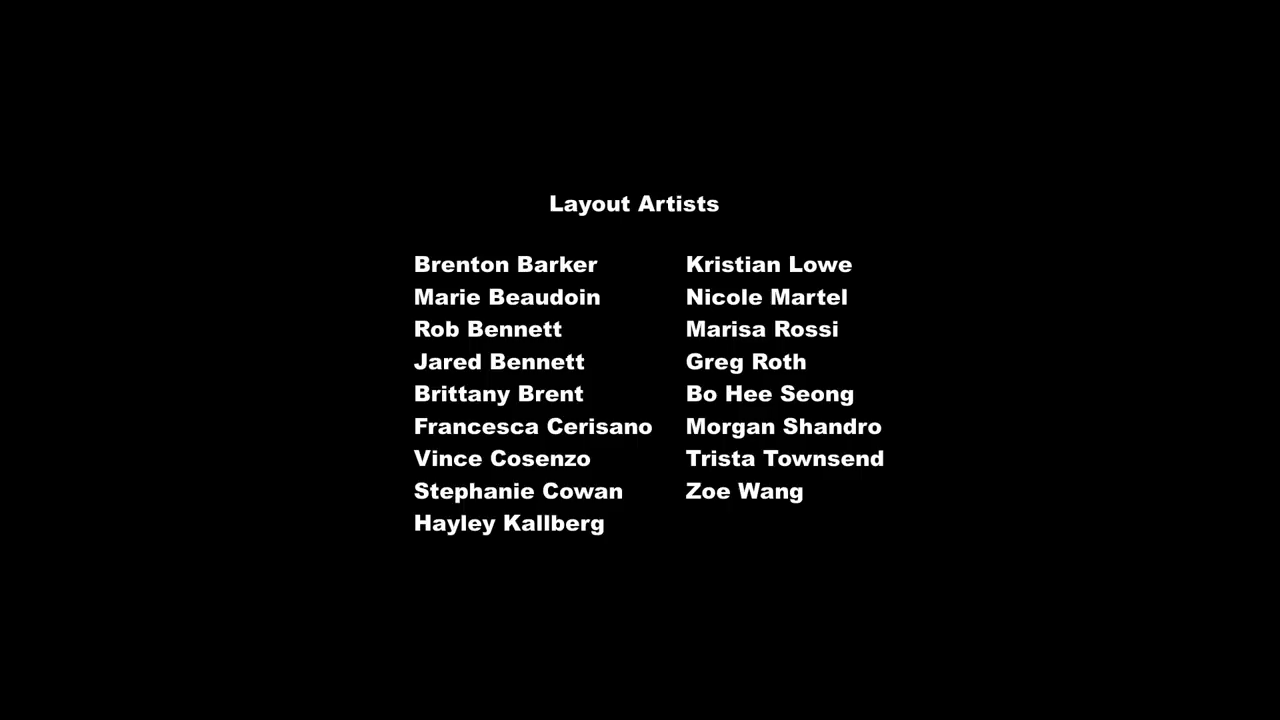 Layout Artists
Brenton Barker
Marie Beaudoin
Rob Bennett
Jared Bennett
Brittany Brent
Francesca Cerisano
Vince Cosenzo
Stephanie Cowan
Hayley Kallberg
Kristian Lowe
Nicole Martel
Marisa Rossi
Greg Roth
Bo Hee Seong
Morgan Shandro
Trista Townsend
Zoe Wang